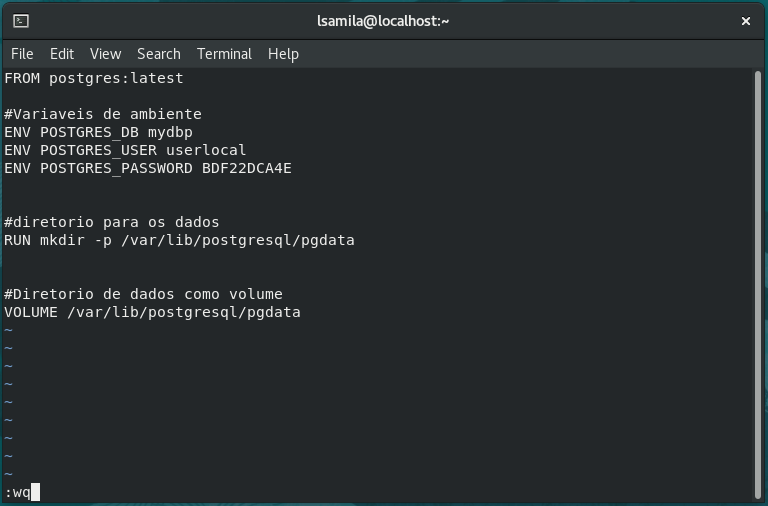 lsamila@localhost:~
File Edit View Search Terminal Help
FROM postgres:latest
#Variaveis de ambiente
ENV POSTGRES_DB mydbp
ENV POSTGRES_USER userlocal
ENV POSTGRES_PASSWORD BDF22DCA4E
#diretorio para os dados
RUN mkdir -p /var/lib/postgresql/pgdata
#Diretorio de dados como volume
VOLUME /var/lib/postgresql/pgdata
~
~
~
~
~
~
~
~
~
:wq